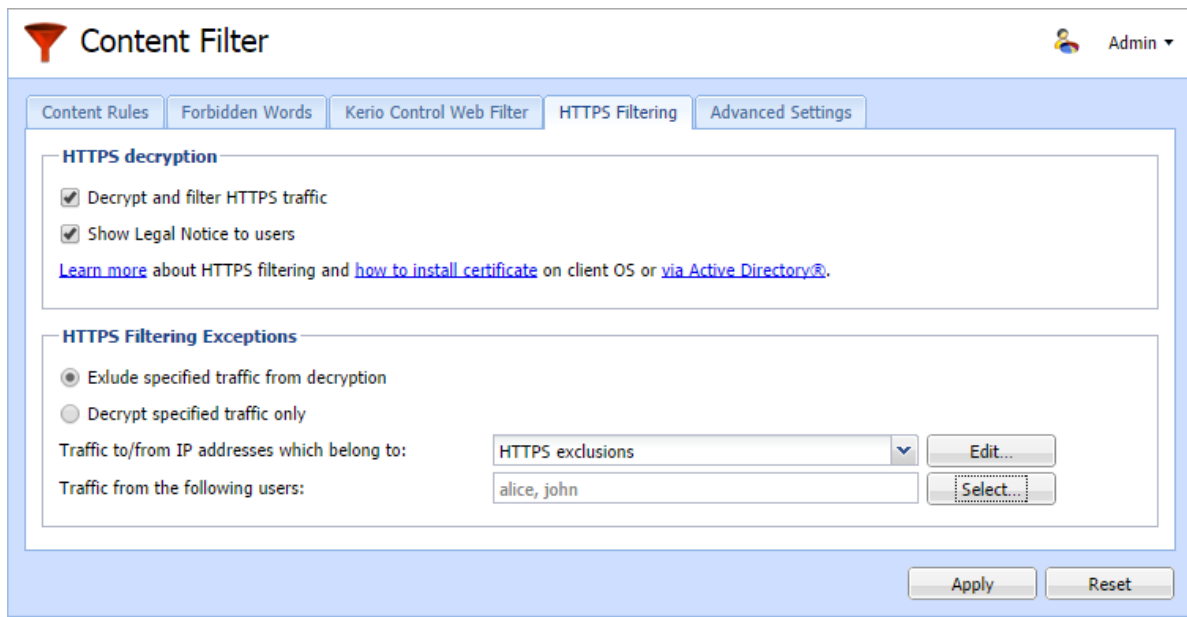 Content Filter
Admin
Content Rules
Forbidden Words
Kerio Control Web Filter
HTTPS Filtering
Advanced Settings
HTTPS decryption
Decrypt and filter HTTPS traffic
Show Legal Notice to users
Learn more about HTTPS filtering and how to install certificate on client OS or via Active Directory®.
HTTPS Filtering Exceptions
Exlude specified traffic from decryption
Decrypt specified traffic only
Traffic to/from IP addresses which belong to: HTTPS exclusions Edit...
Traffic from the following users: alice, john Select...
Apply Reset